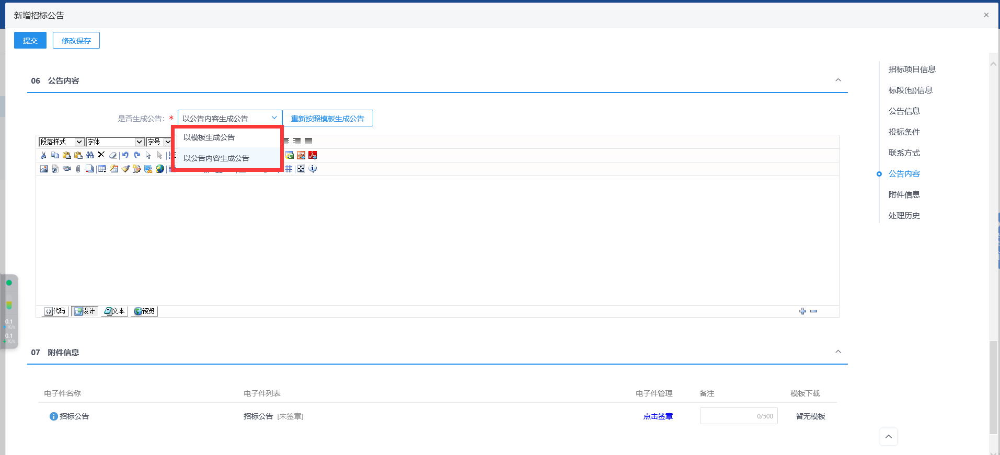 新增招标公告
×
提交 修改保存
06 公告内容
是否生成公告: * 以公告内容生成公告 重新按照模板生成公告
以模板生成公告
以公告内容生成公告
段落样式 字体 字号
代码 设计 文本 预览
07 附件信息
电子件名称 电子件列表 电子件管理 备注 模板下载
招标公告 招标公告 [未签章] 点击签章 0/500 暂无模板
招标项目信息
标段(包)信息
公告信息
投标条件
联系方式
公告内容
附件信息
处理历史
0.1
K/s
0.1
K/s